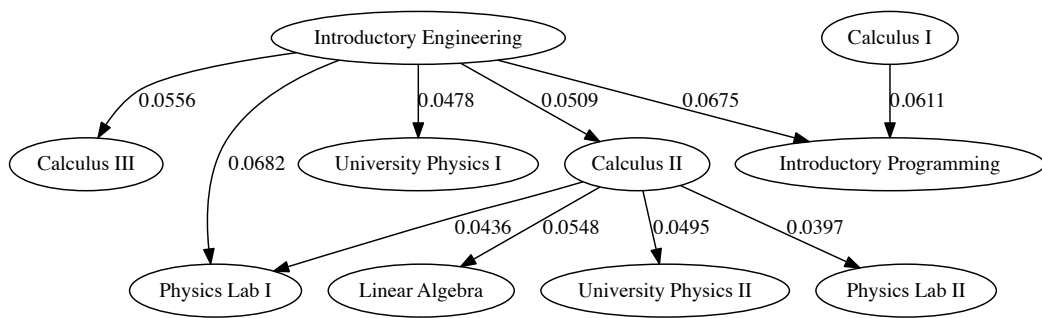 Introductory Engineering
Calculus I
0.0556
0.0478
0.0509
0.0675
0.0611
0.0682
Calculus III
University Physics I
Calculus II
Introductory Programming
0.0436
0.0548
0.0495
0.0397
Physics Lab I
Linear Algebra
University Physics II
Physics Lab II